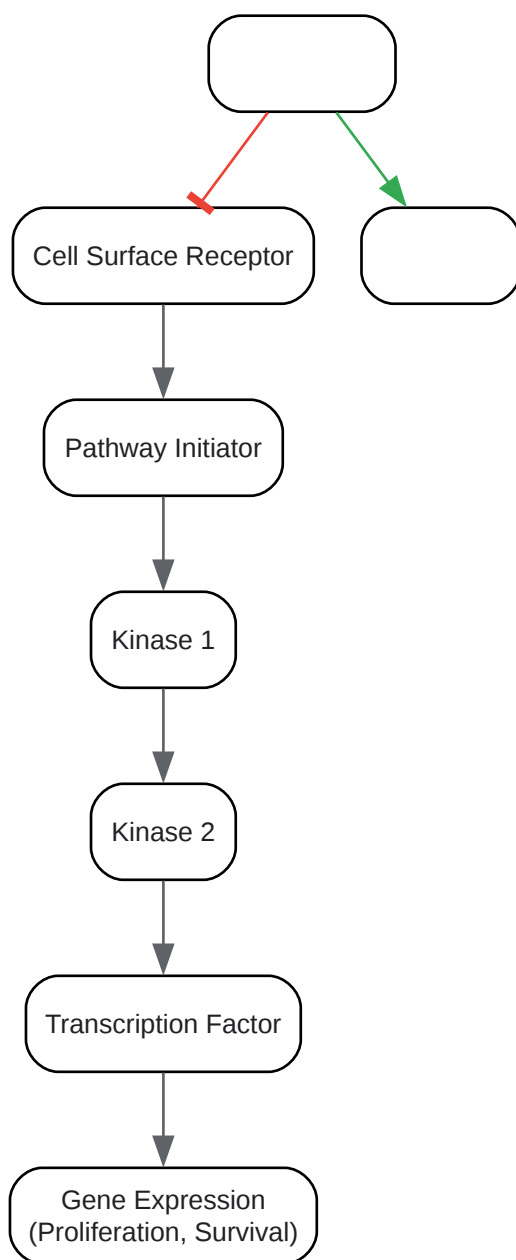 Cell Surface Receptor
Pathway Initiator
Kinase 1
Kinase 2
Transcription Factor
Gene Expression
(Proliferation, Survival)